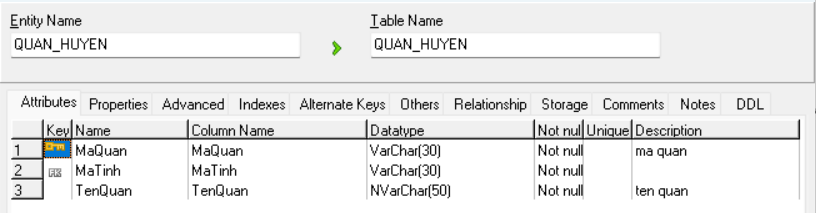 Entity Name Table Name
QUAN_HUYEN QUAN_HUYEN
Attributes Properties Advanced Indexes Alternate Keys Others Relationship Storage Comments Notes DDL
Key Name Column Name Datatype Not nul Unique Description
1 MaQuan MaQuan VarChar(30) Not null ma quan
2 MaTinh MaTinh VarChar(30) Not null
3 TenQuan TenQuan NVarChar(50) Not null ten quan